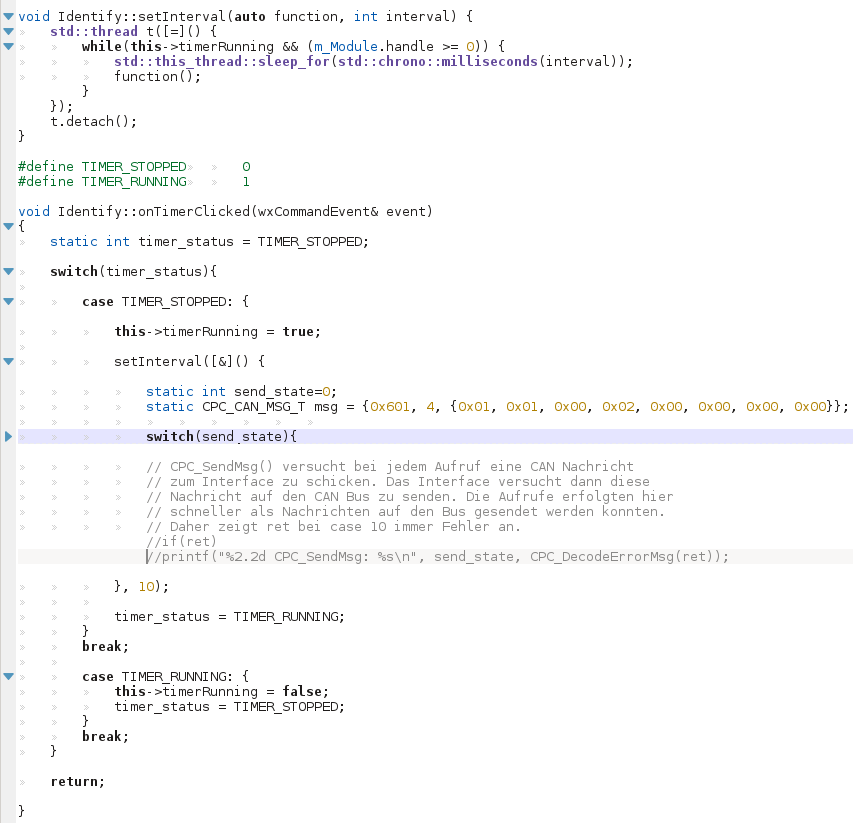 void Identify::setInterval(auto function, int interval) {
    std::thread t([=]() {
        while(this->timerRunning && (m_Module.handle >= 0)) {
            std::this_thread::sleep_for(std::chrono::milliseconds(interval));
            function();
        }
    });
    t.detach();
}
#define TIMER_STOPPED 0
#define TIMER_RUNNING 1
void Identify::onTimerClicked(wxCommandEvent& event)
{
    static int timer_status = TIMER_STOPPED;
    switch(timer_status){
        case TIMER_STOPPED: {
            this->timerRunning = true;
            setInterval([&]() {
                static int send_state=0;
                static CPC_CAN_MSG_T msg = {0x601, 4, {0x01, 0x01, 0x00, 0x02, 0x00, 0x00, 0x00, 0x00}};
                switch(send_state){
                // CPC_SendMsg() versucht bei jedem Aufruf eine CAN Nachricht
                // zum Interface zu schicken. Das Interface versucht dann diese
                // Nachricht auf den CAN Bus zu senden. Die Aufrufe erfolgten hier
                // schneller als Nachrichten auf den Bus gesendet werden konnten.
                // Daher zeigt ret bei case 10 immer Fehler an.
                //if(ret)
                //printf("%2.2d CPC_SendMsg: %s\n", send_state, CPC_DecodeErrorMsg(ret));
            }, 10);
            timer_status = TIMER_RUNNING;
        }
        break;
        case TIMER_RUNNING: {
            this->timerRunning = false;
            timer_status = TIMER_STOPPED;
        }
        break;
    }
    return;
}